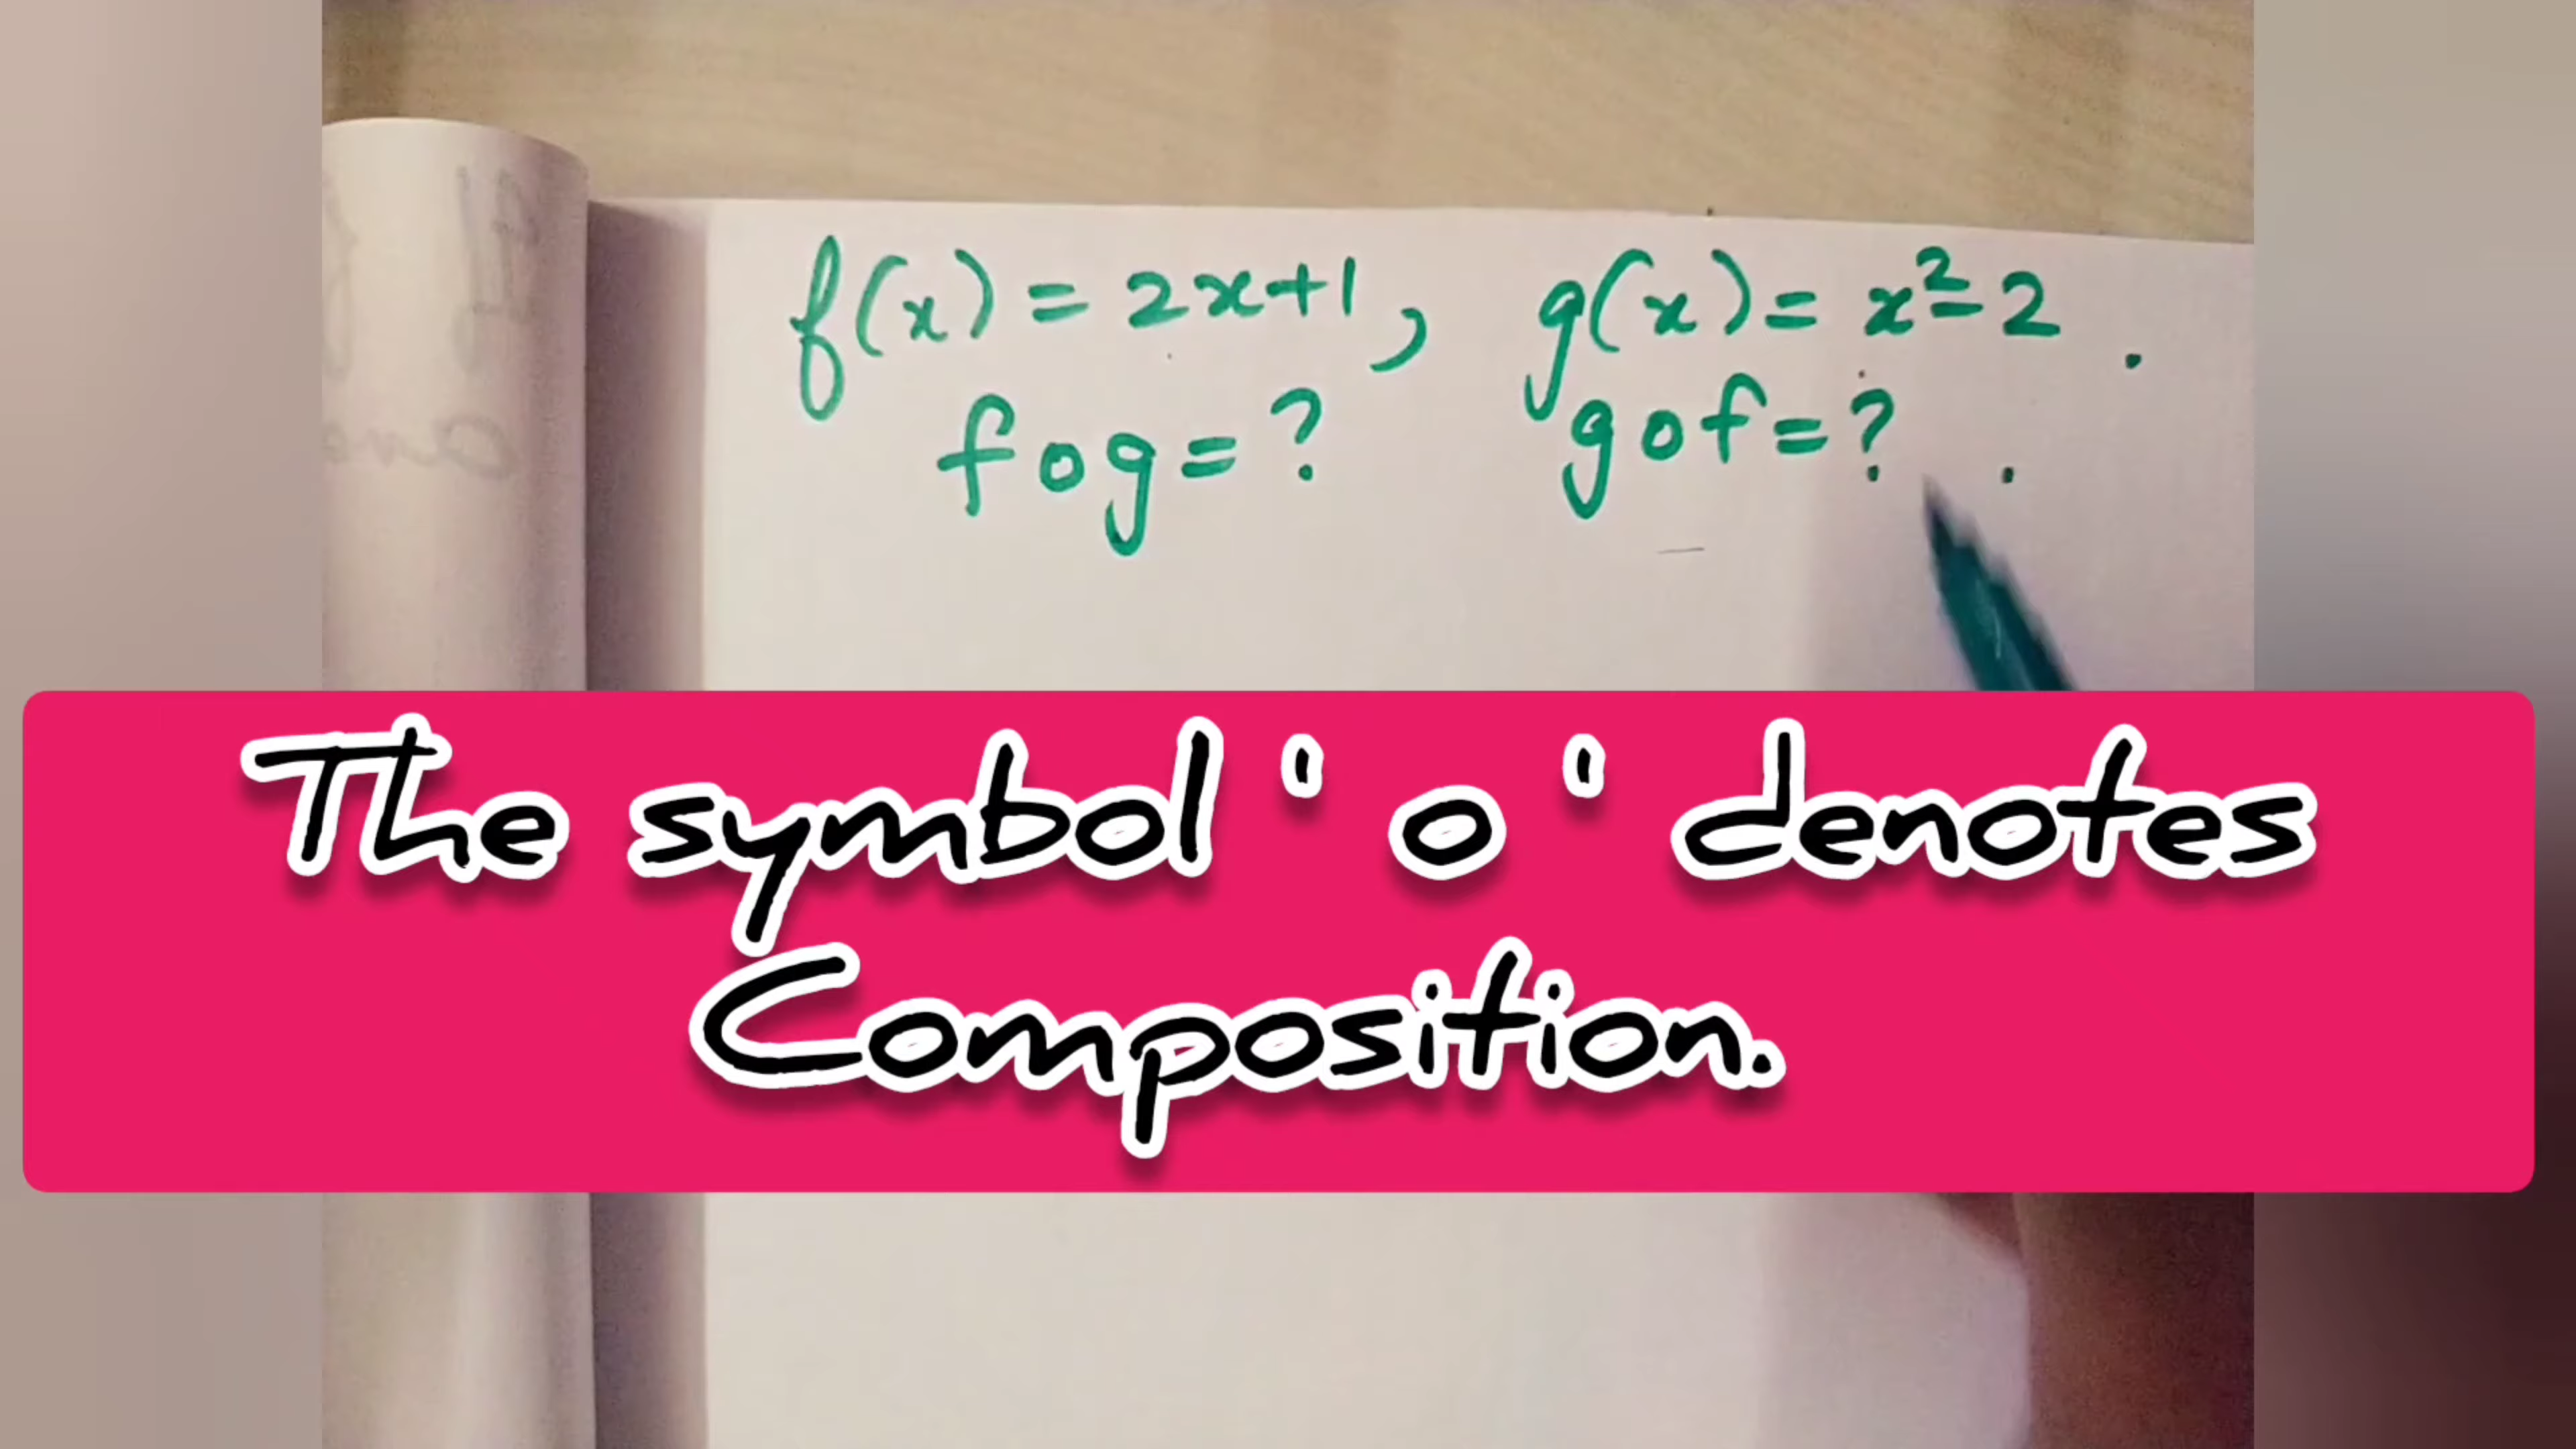 f(x) = 2x+1, g(x) = x²-2.
fog=? gof=? .
The symbol ' o ' denotes
Composition.